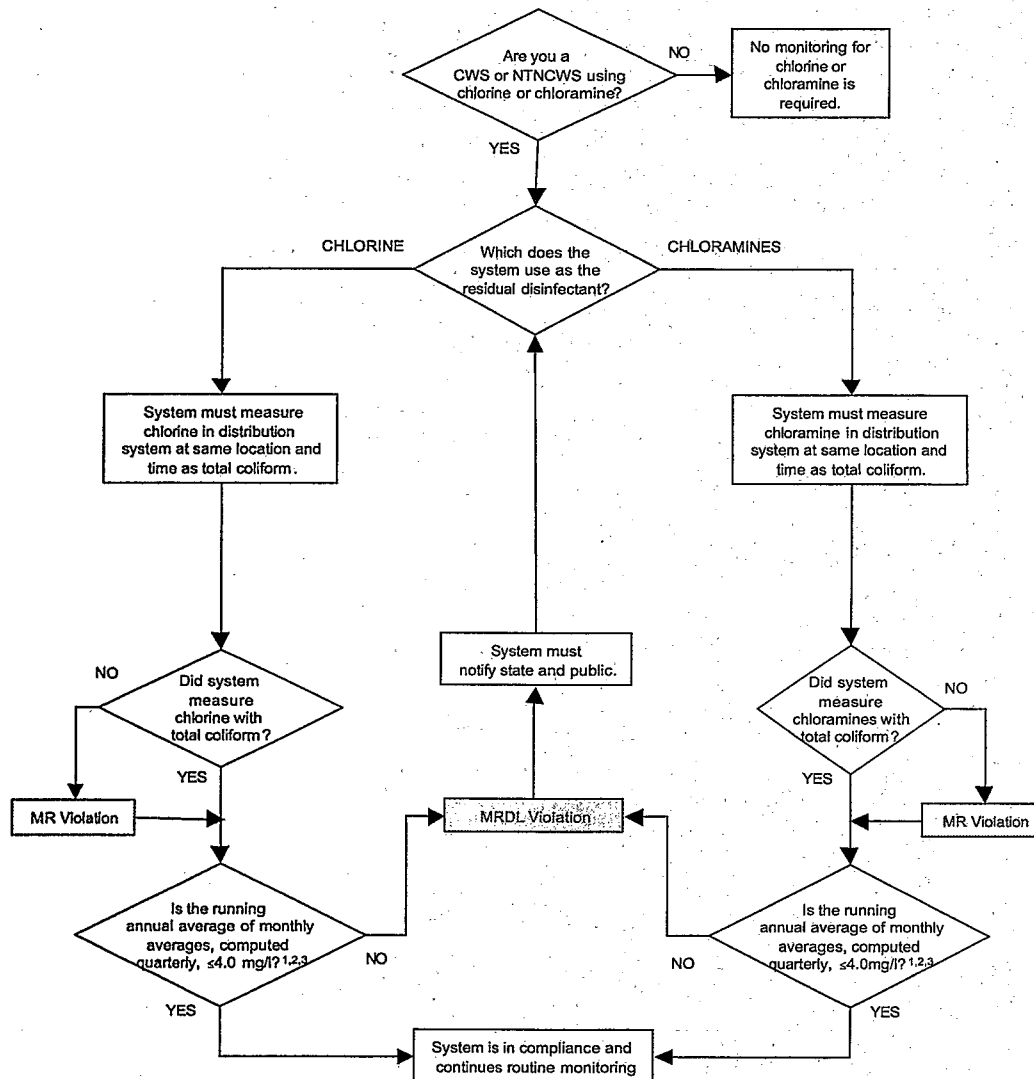 Are you a
CWS or NTNCWS using
chlorine or chloramine?
NO
No monitoring for
chlorine or
chloramine is
required.
YES
CHLORINE
Which does the
system use as the
residual disinfectant?
CHLORAMINES
System must measure
chlorine in distribution
system at same location and
time as total coliform.
System must measure
chloramine in distribution
system at same location and
time as total coliform.
System must
notify state and public.
NO
Did system
measure
chlorine with
total coliform?
YES
Did system
measure
chloramines with
total coliform?
NO
YES
MR Violation
MRDL Violation
MR Violation
Is the running
annual average of monthly
averages, computed
quarterly, ≤4.0 mg/l?1,2,3
NO
YES
Is the running
annual average of monthly
averages, computed
quarterly, ≤4.0mg/l?1,2,3
NO
YES
System is in compliance and
continues routine monitoring